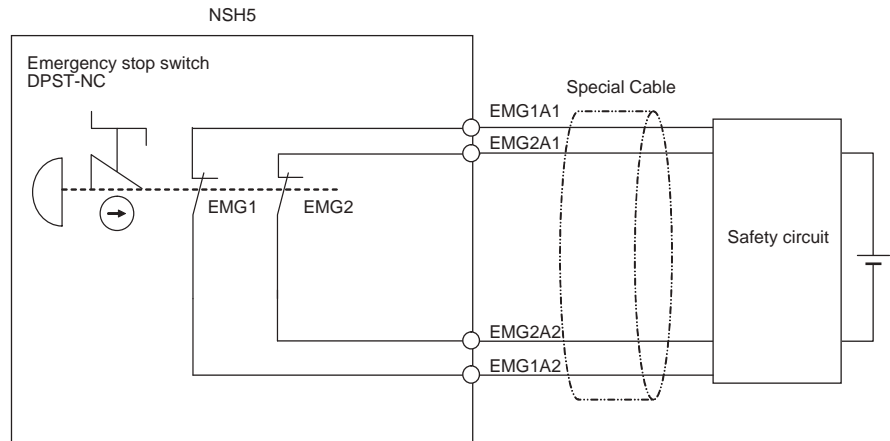 NSH5
Emergency stop switch
DPST-NC
Special Cable
EMG1A1
EMG2A1
EMG1
EMG2
Safety circuit
EMG2A2
EMG1A2